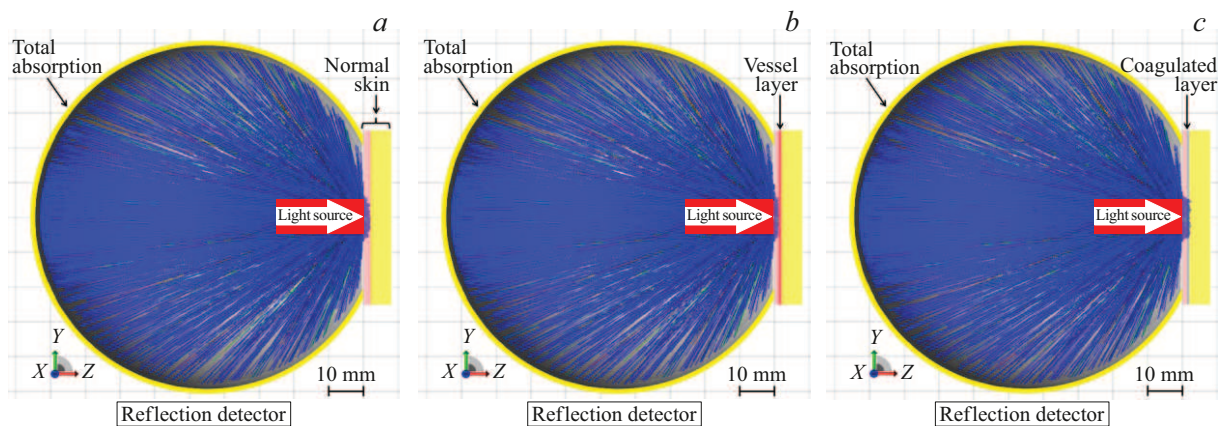 a
Total
absorption
Normal
skin
Light source
Y
X
Z
10 mm
Reflection detector
b
Total
absorption
Vessel
layer
Light source
Y
X
Z
10 mm
Reflection detector
c
Total
absorption
Coagulated
layer
Light source
Y
X
Z
10 mm
Reflection detector